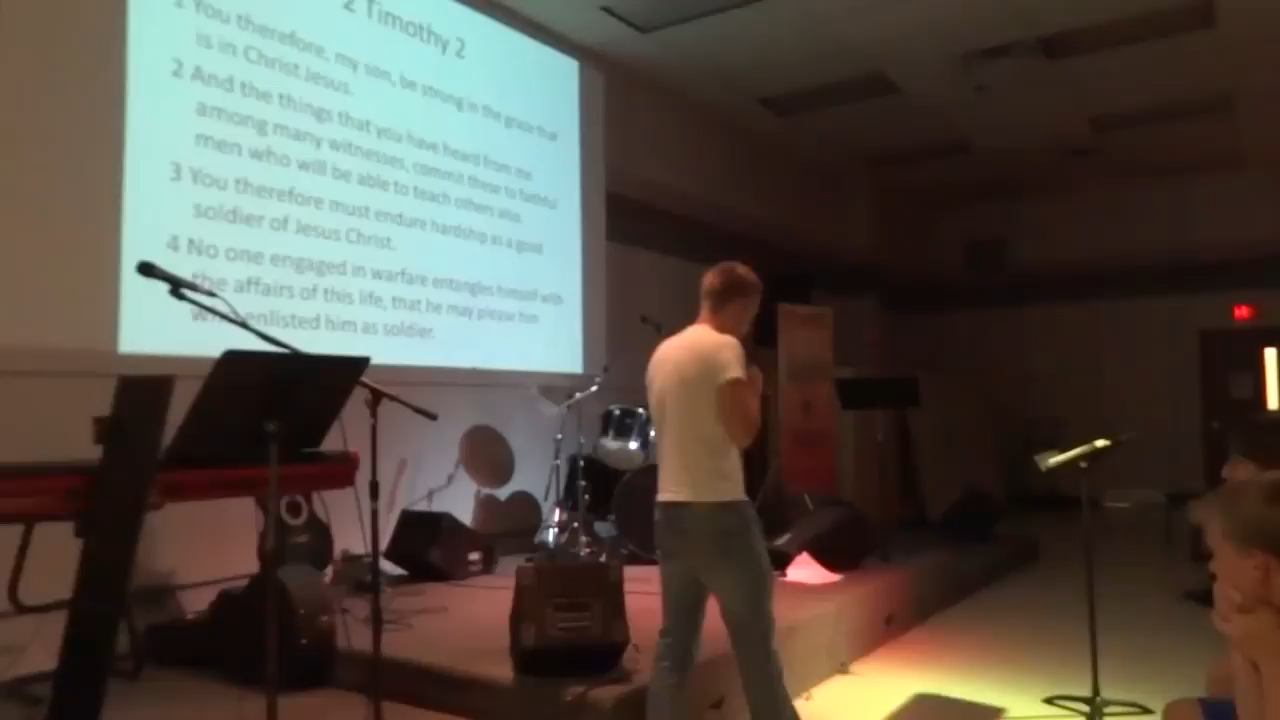 2 Timothy 2
1 You therefore, my son, be strong in the grace that
is in Christ Jesus.
2 And the things that you have heard from me
among many witnesses, commit these to faithful
men who will be able to teach others also.
3 You therefore must endure hardship as a good
soldier of Jesus Christ.
4 No one engaged in warfare entangles himself with
the affairs of this life, that he may please him
who enlisted him as soldier.